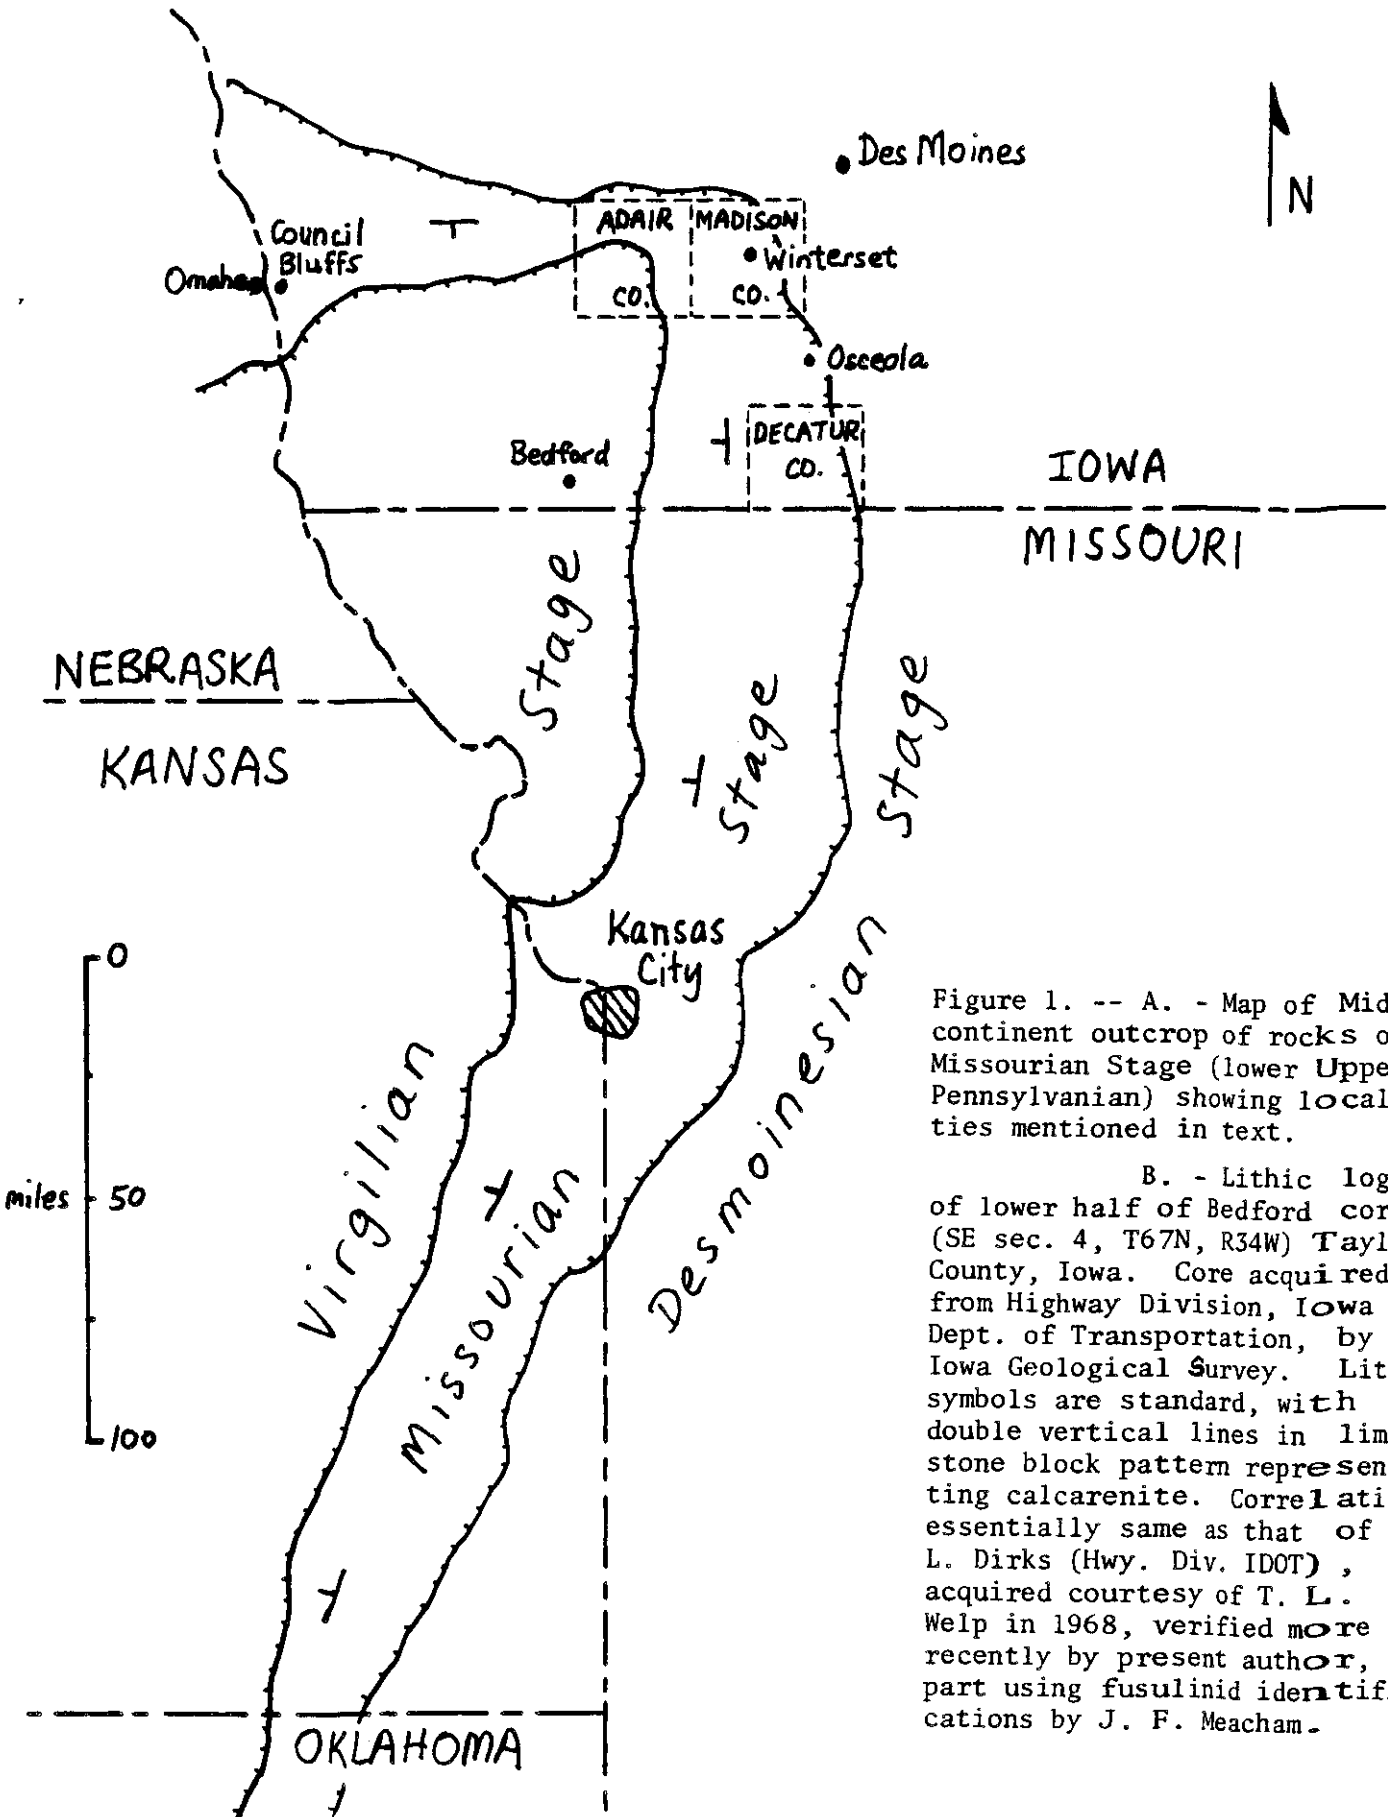 Des Moines
N
ADAIR
CO.
MADISON
CO.
Winterset
Council
Bluffs
Omaha
Osceola
DECATUR
CO.
Bedford
IOWA
MISSOURI
NEBRASKA
KANSAS
Stage
Stage
Stage
Kansas
City
0
miles 50
100
Virgilian
Missourian
Desmoinesian
OKLAHOMA
Figure 1. -- A. - Map of Mid
continent outcrop of rocks o
Missourian Stage (lower Uppe
Pennsylvanian) showing local
ties mentioned in text.
B. - Lithic log
of lower half of Bedford cor
(SE sec. 4, T67N, R34W) Tayl
County, Iowa. Core acquired
from Highway Division, Iowa
Dept. of Transportation, by
Iowa Geological Survey. Lit
symbols are standard, with
double vertical lines in lim
stone block pattern represen
ting calcarenite. Correlati
essentially same as that of
L. Dirks (Hwy. Div. IDOT) ,
acquired courtesy of T. L.
Welp in 1968, verified more
recently by present author,
part using fusulinid identif
cations by J. F. Meacham.